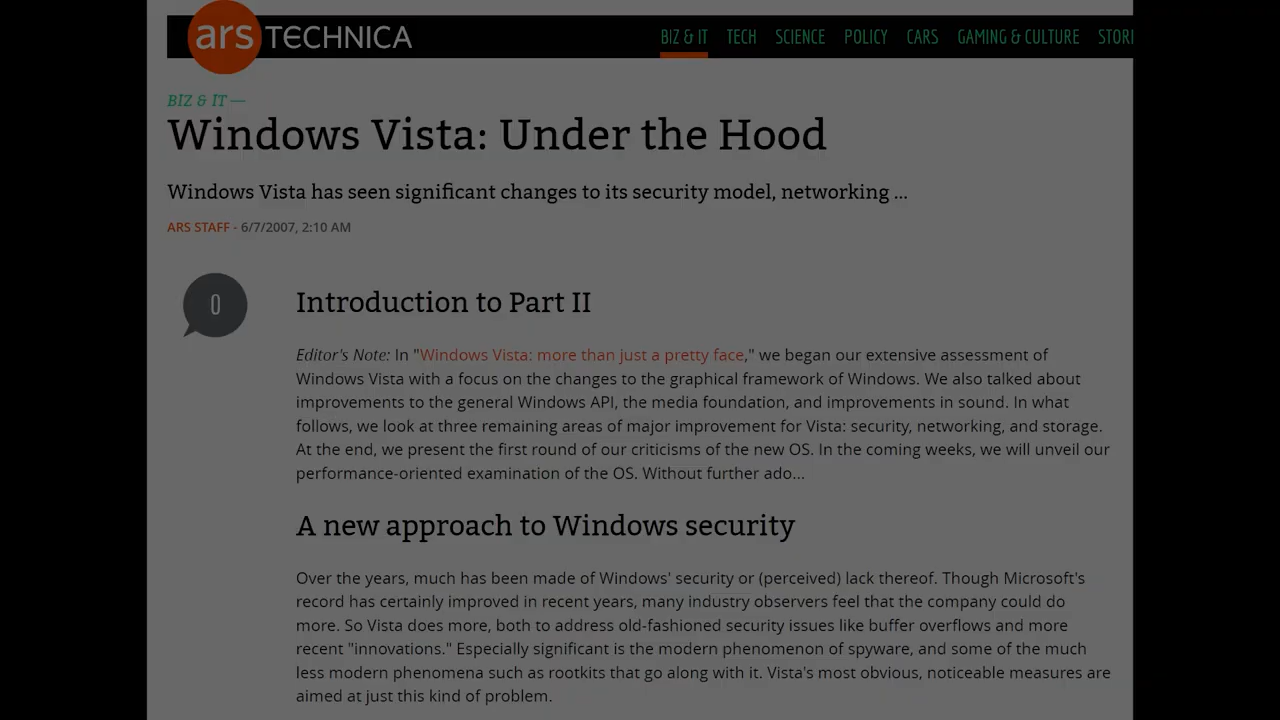 ars TECHNICA
BIZ & IT TECH SCIENCE POLICY CARS GAMING & CULTURE STORI
BIZ & IT —
Windows Vista: Under the Hood
Windows Vista has seen significant changes to its security model, networking ...
ARS STAFF - 6/7/2007, 2:10 AM
0
Introduction to Part II
Editor's Note: In "Windows Vista: more than just a pretty face," we began our extensive assessment of
Windows Vista with a focus on the changes to the graphical framework of Windows. We also talked about
improvements to the general Windows API, the media foundation, and improvements in sound. In what
follows, we look at three remaining areas of major improvement for Vista: security, networking, and storage.
At the end, we present the first round of our criticisms of the new OS. In the coming weeks, we will unveil our
performance-oriented examination of the OS. Without further ado...
A new approach to Windows security
Over the years, much has been made of Windows' security or (perceived) lack thereof. Though Microsoft's
record has certainly improved in recent years, many industry observers feel that the company could do
more. So Vista does more, both to address old-fashioned security issues like buffer overflows and more
recent "innovations." Especially significant is the modern phenomenon of spyware, and some of the much
less modern phenomena such as rootkits that go along with it. Vista's most obvious, noticeable measures are
aimed at just this kind of problem.